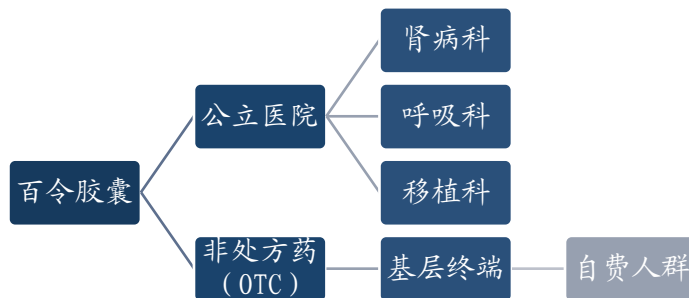 百令胶囊
公立医院
肾病科
呼吸科
移植科
非处方药
(OTC)
基层终端
自费人群